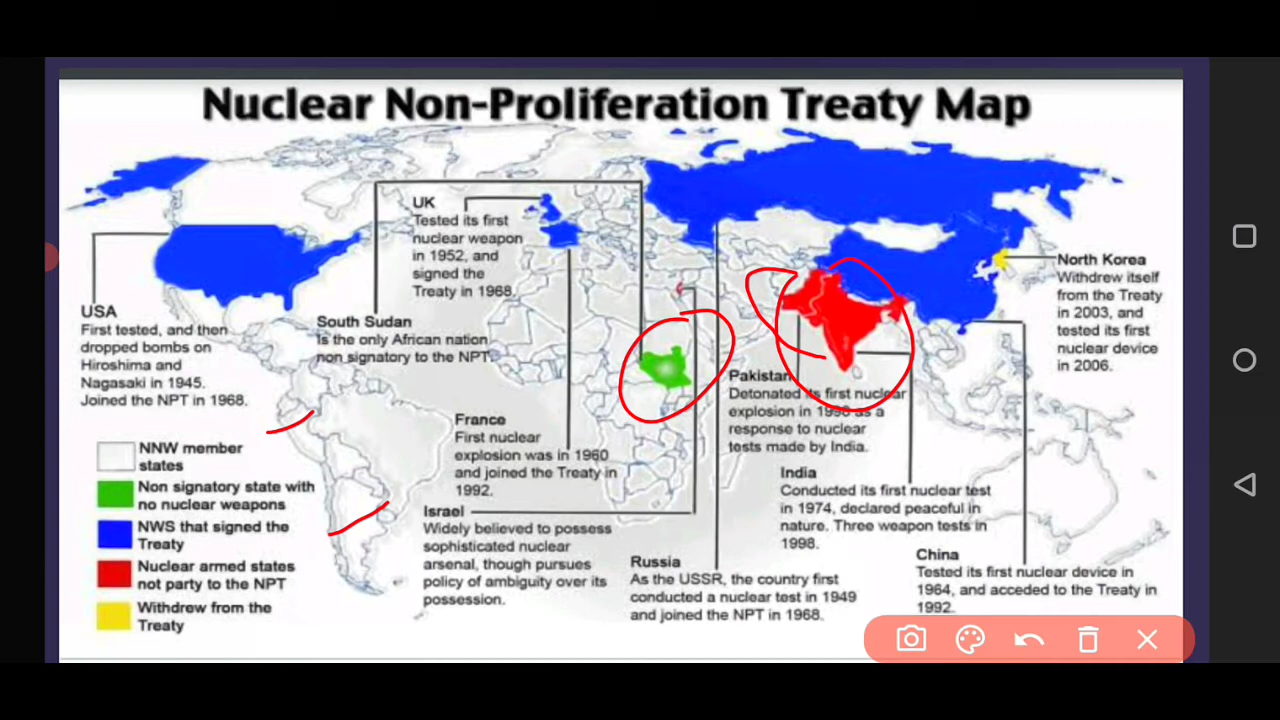 Nuclear Non-Proliferation Treaty Map
UK
Tested its first
nuclear weapon
in 1952, and
signed the
Treaty in 1968.
USA
First tested, and then
dropped bombs on
Hiroshima and
Nagasaki in 1945.
Joined the NPT in 1968.
South Sudan
Is the only African nation
non signatory to the NPT.
North Korea
Withdrew itself
from the Treaty
in 2003, and
tested its first
nuclear device
in 2006.
Pakistan
Detonated its first nuclear
explosion in 1998 as a
response to nuclear
tests made by India.
France
First nuclear
explosion was in 1960
and joined the Treaty in
1992.
India
Conducted its first nuclear test
in 1974, declared peaceful in
nature. Three weapon tests in
1998.
Israel
Widely believed to possess
sophisticated nuclear
arsenal, though pursues
policy of ambiguity over its
possession.
Russia
As the USSR, the country first
conducted a nuclear test in 1949
and joined the NPT in 1968.
China
Tested its first nuclear device in
1964, and acceded to the Treaty in
1992.
NNW member
states
Non signatory state with
no nuclear weapons
NWS that signed the
Treaty
Nuclear armed states
not party to the NPT
Withdrew from the
Treaty